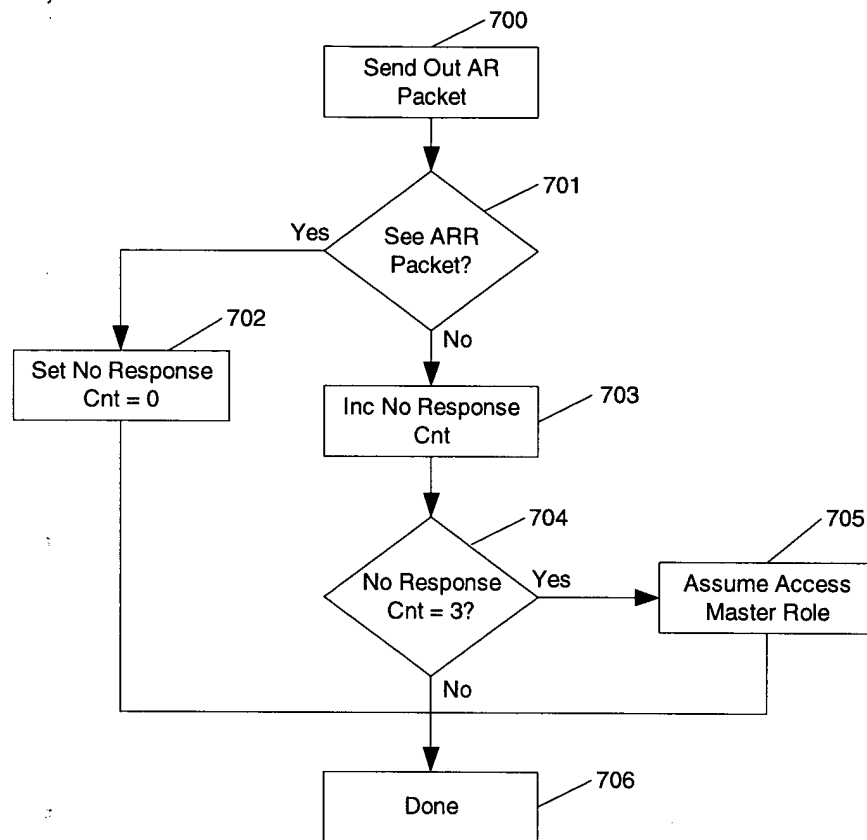 700
Send Out AR
Packet
701
Yes
See ARR
Packet?
702
No
Set No Response
Cnt = 0
703
Inc No Response
Cnt
704
705
No Response
Cnt = 3?
Yes
Assume Access
Master Role
No
706
Done